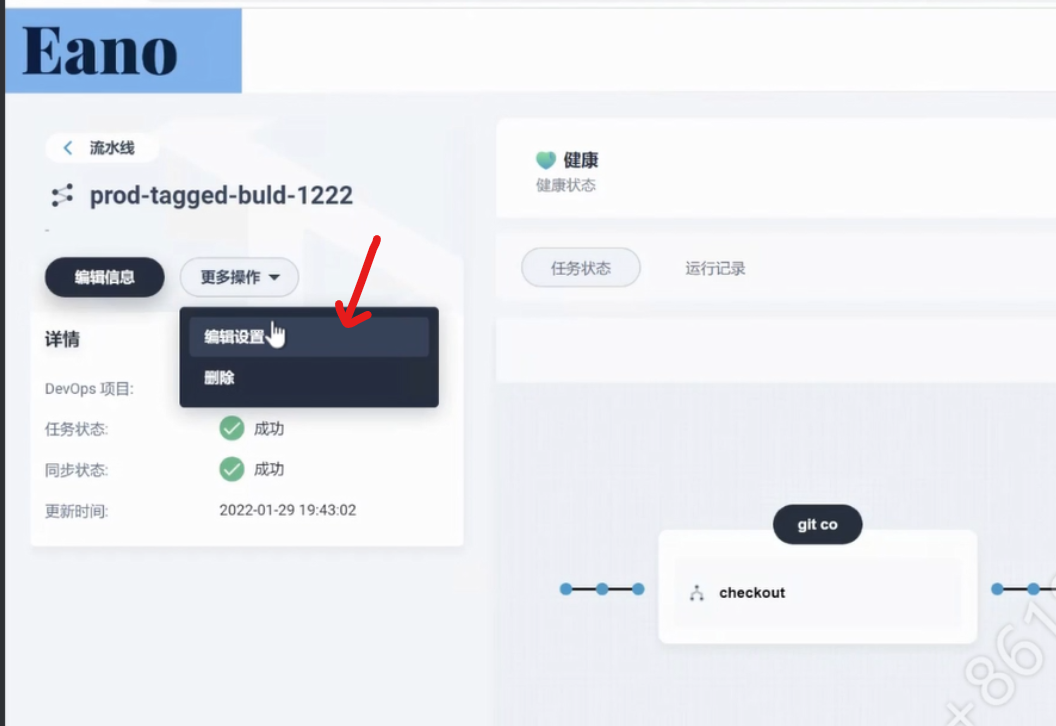 Eano
流水线
prod-tagged-buld-1222
-
编辑信息
更多操作
编辑设置
删除
详情
DevOps 项目:
任务状态:
成功
同步状态:
成功
更新时间:
2022-01-29 19:43:02
健康
健康状态
任务状态
运行记录
git co
checkout